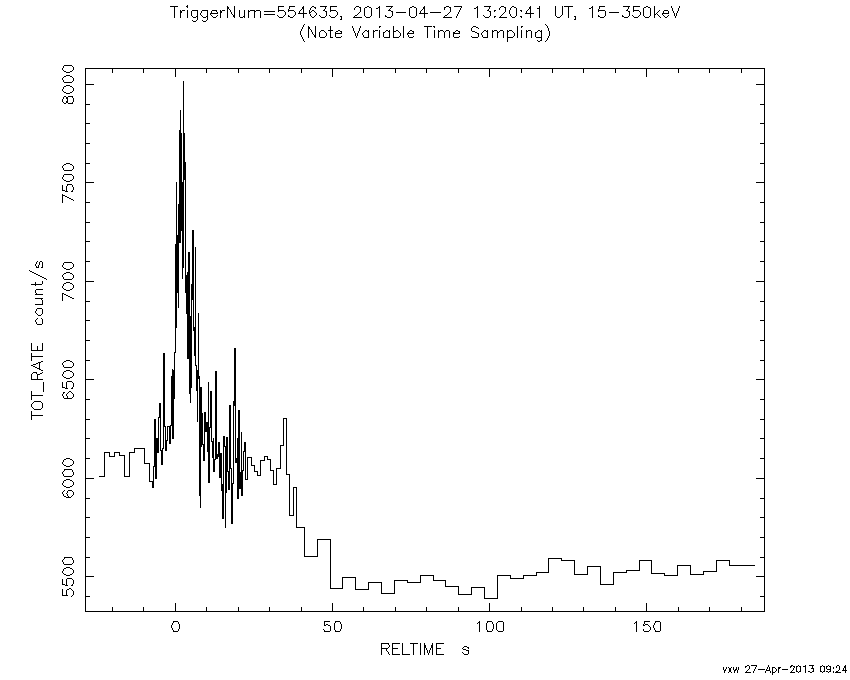 TriggerNum=554635, 2013-04-27 13:20:41 UT, 15-350keV
(Note Variable Time Sampling)
8000
7500
7000
6500
6000
5500
TOT_RATE count/s
0 50 100 150
RELTIME s
vxw 27-Apr-2013 09:24